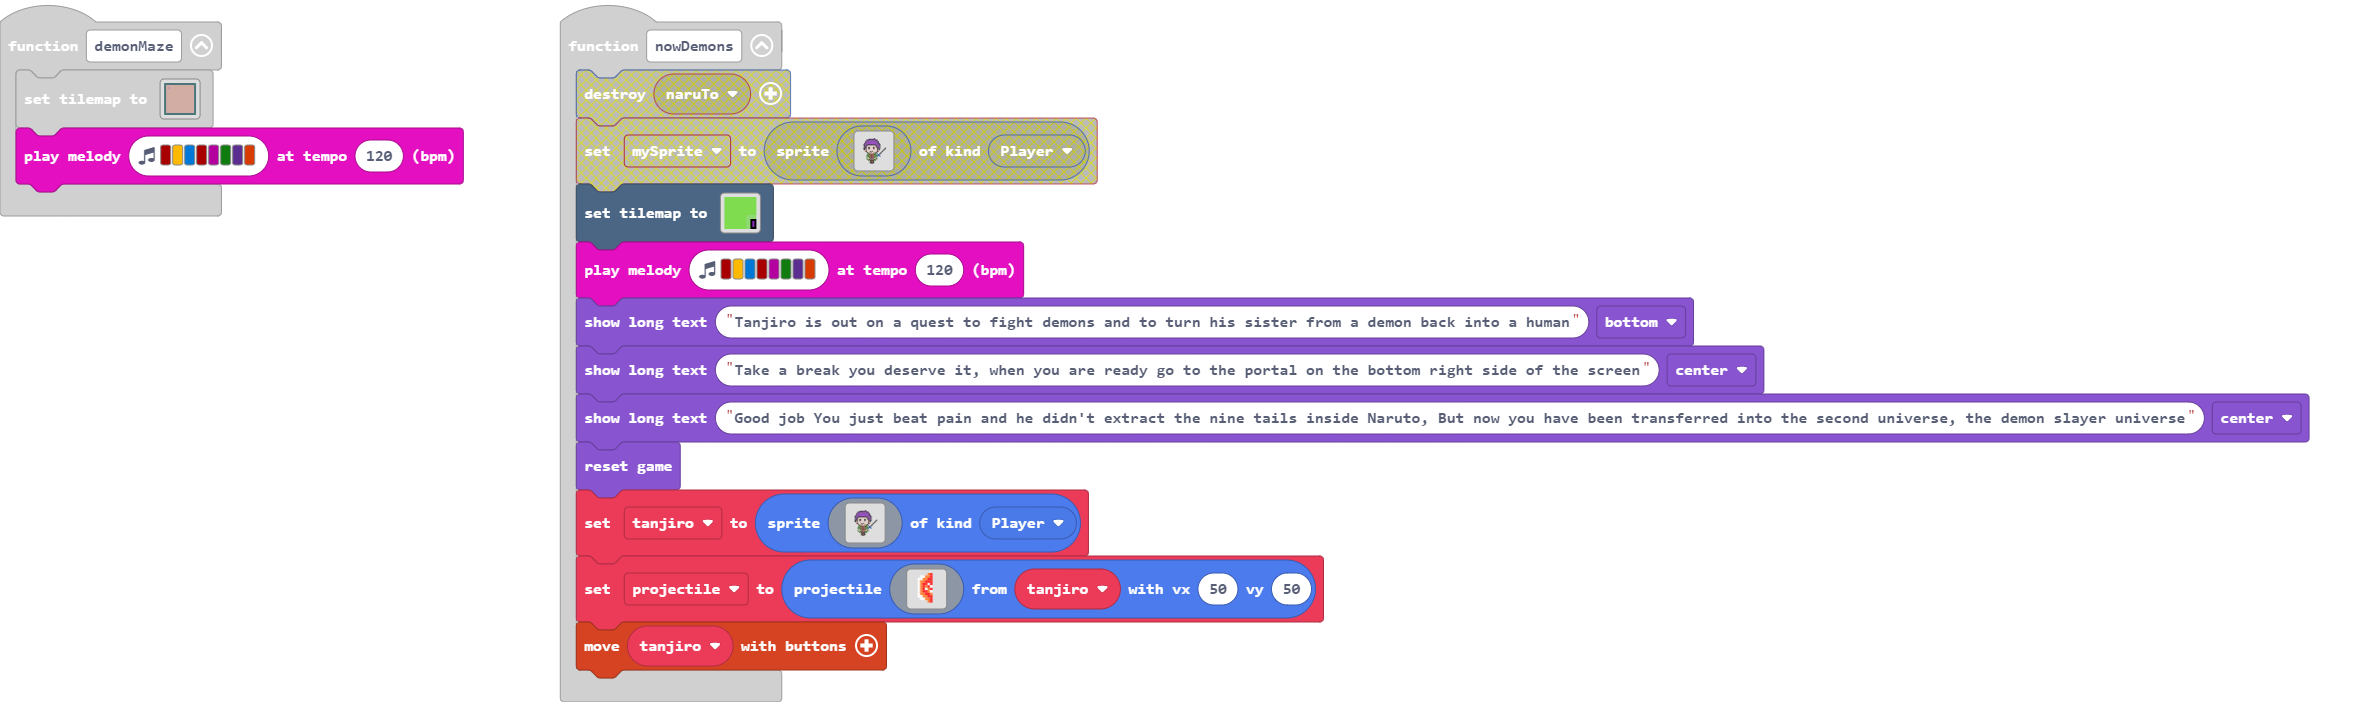 function demonMaze
set tilemap to
play melody at tempo 120 (bpm)
function nowDemons
destroy naruTo
set mySprite to sprite of kind Player
set tilemap to
play melody at tempo 120 (bpm)
show long text "Tanjiro is out on a quest to fight demons and to turn his sister from a demon back into a human" bottom
show long text "Take a break you deserve it, when you are ready go to the portal on the bottom right side of the screen" center
show long text "Good job You just beat pain and he didn't extract the nine tails inside Naruto, But now you have been transferred into the second universe, the demon slayer universe" center
reset game
set tanjiro to sprite of kind Player
set projectile to projectile from tanjiro with vx 50 vy 50
move tanjiro with buttons